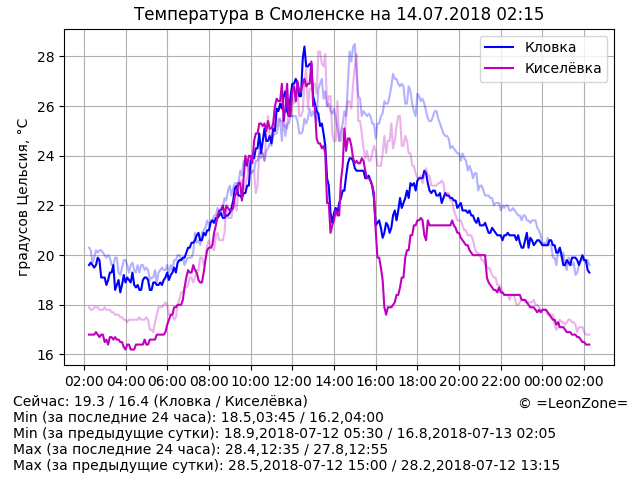 Температура в Смоленске на 14.07.2018 02:15
28
26
24
22
20
18
16
градусов Цельсия, °C
Кловка
Киселёвка
02:00 04:00 06:00 08:00 10:00 12:00 14:00 16:00 18:00 20:00 22:00 00:00 02:00
Сейчас: 19.3 / 16.4 (Кловка / Киселёвка)
© =LeonZone=
Min (за последние 24 часа): 18.5,03:45 / 16.2,04:00
Min (за предыдущие сутки): 18.9,2018-07-12 05:30 / 16.8,2018-07-13 02:05
Max (за последние 24 часа): 28.4,12:35 / 27.8,12:55
Max (за предыдущие сутки): 28.5,2018-07-12 15:00 / 28.2,2018-07-12 13:15